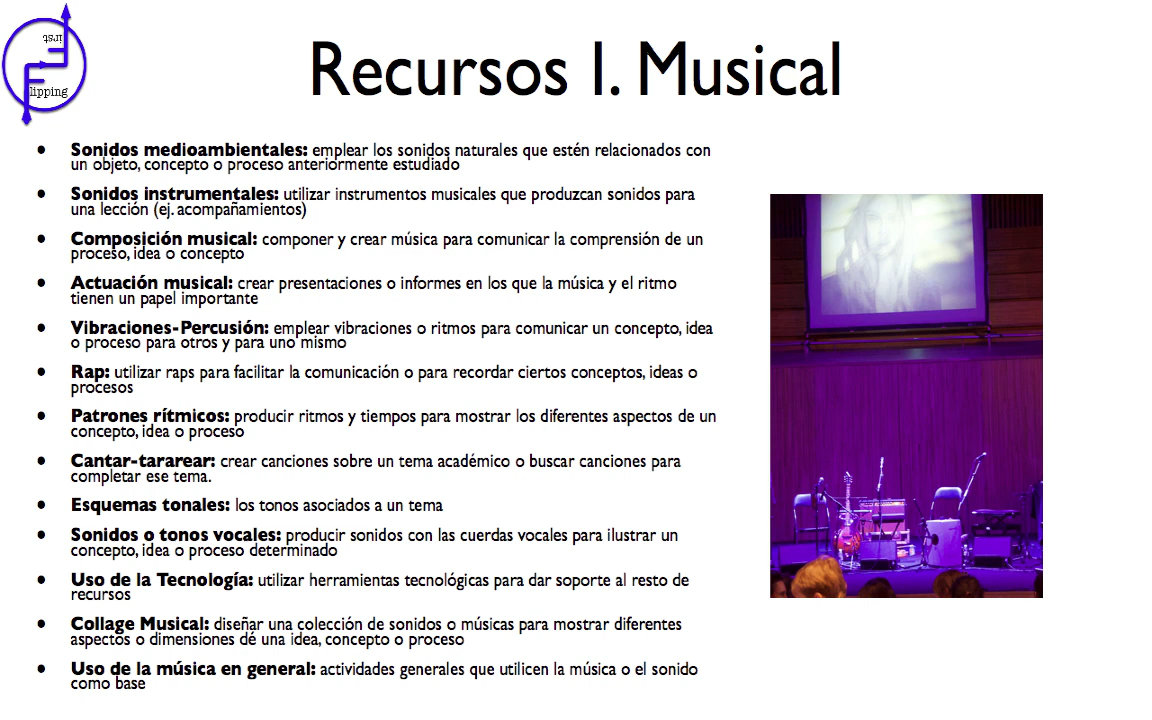 first
flipping
Recursos I. Musical
• Sonidos medioambientales: emplear los sonidos naturales que estén relacionados con
un objeto, concepto o proceso anteriormente estudiado
• Sonidos instrumentales: utilizar instrumentos musicales que produzcan sonidos para
una lección (ej. acompañamientos)
• Composición musical: componer y crear música para comunicar la comprensión de un
proceso, idea o concepto
• Actuación musical: crear presentaciones o informes en los que la música y el ritmo
tienen un papel importante
• Vibraciones-Percusión: emplear vibraciones o ritmos para comunicar un concepto, idea
o proceso para otros y para uno mismo
• Rap: utilizar raps para facilitar la comunicación o para recordar ciertos conceptos, ideas o
procesos
• Patrones rítmicos: producir ritmos y tiempos para mostrar los diferentes aspectos de un
concepto, idea o proceso
• Cantar-tararear: crear canciones sobre un tema académico o buscar canciones para
completar ese tema.
• Esquemas tonales: los tonos asociados a un tema
• Sonidos o tonos vocales: producir sonidos con las cuerdas vocales para ilustrar un
concepto, idea o proceso determinado
• Uso de la Tecnología: utilizar herramientas tecnológicas para dar soporte al resto de
recursos
• Collage Musical: diseñar una colección de sonidos o músicas para mostrar diferentes
aspectos o dimensiones dé una idea, concepto o proceso
• Uso de la música en general: actividades generales que utilicen la música o el sonido
como base